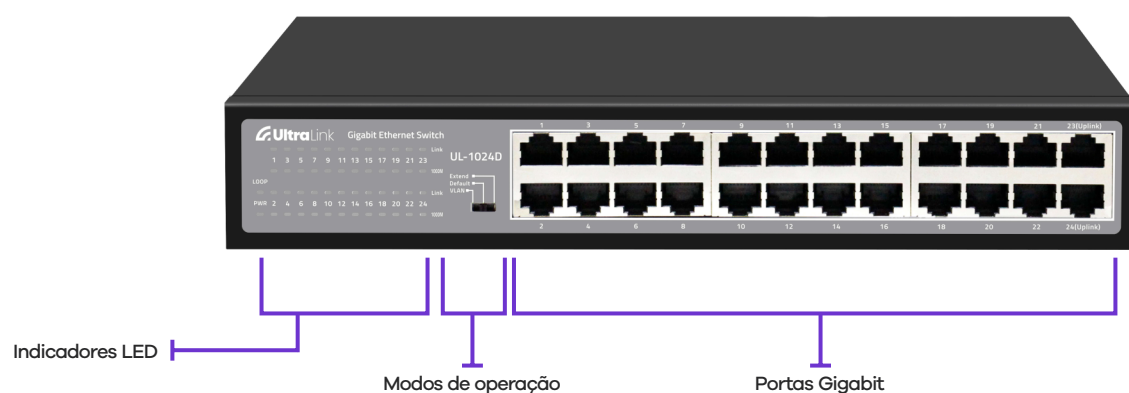 UltraLink Gigabit Ethernet Switch
1 3 5 7 9 11 13 15 17 19 21 23(Uplink)
Link
1 3 5 7 9 11 13 15 17 19 21 23
1000M
UL-1024D
Extend
Default
VLAN
LOOP
Link
PWR 2 4 6 8 10 12 14 16 18 20 22 24
1000M
2 4 6 8 10 12 14 16 18 20 22 24(Uplink)
Indicadores LED
Modos de operação
Portas Gigabit